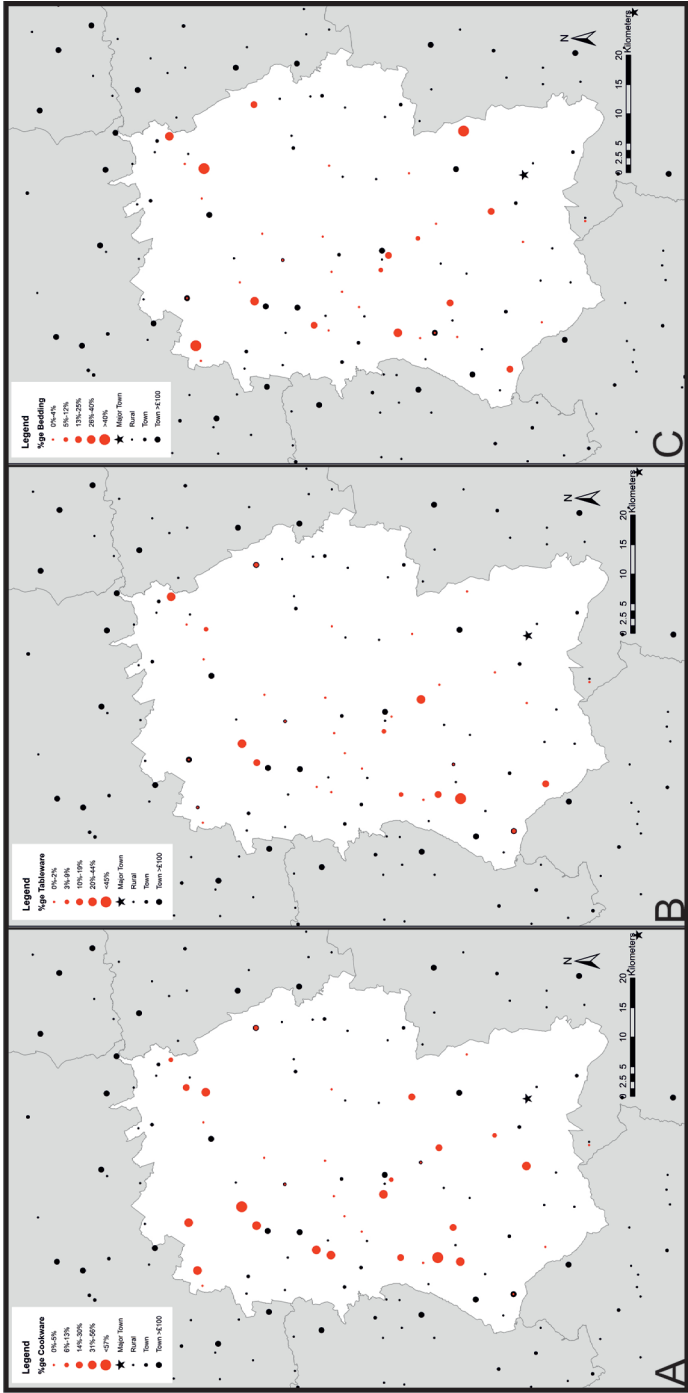 Legend
%ge Cookware
0%-5%
6%-13%
14%-30%
31%-56%
<57%
Major Town
Rural
Town
Town >£100
N
0 2.5 5 10 15 20
Kilometers
A
Legend
%ge Tableware
0%-2%
3%-9%
10%-19%
20%-44%
<45%
Major Town
Rural
Town
Town >£100
N
0 2.5 5 10 15 20
Kilometers
B
Legend
%ge Bedding
0%-4%
5%-12%
13%-25%
26%-40%
>40%
Major Town
Rural
Town
Town >£100
N
0 2.5 5 10 15 20
Kilometers
C